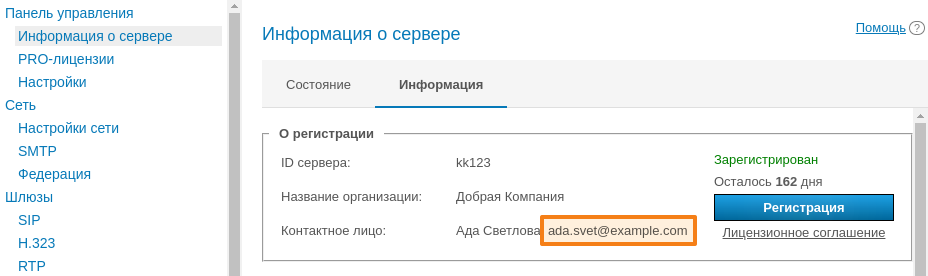 Панель управления
Информация о сервере
PRO-лицензии
Настройки
Сеть
Настройки сети
SMTP
Федерация
Шлюзы
SIP
H.323
RTP
Информация о сервере
Помощь ?
Состояние
Информация
О регистрации
ID сервера: kk123
Название организации: Добрая Компания
Контактное лицо: Ада Светлова ada.svet@example.com
Зарегистрирован
Осталось 162 дня
Регистрация
Лицензионное соглашение